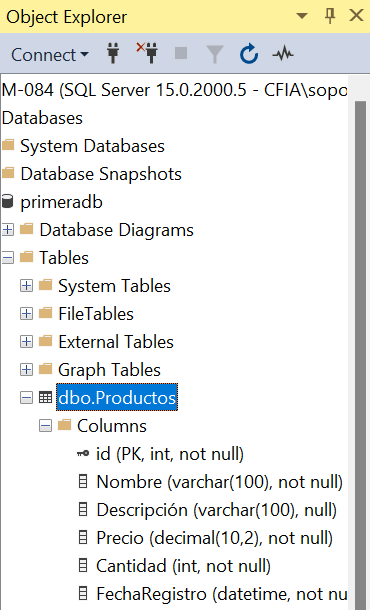 Object Explorer
Connect
M-084 (SQL Server 15.0.2000.5 - CFIA\sopo
Databases
System Databases
Database Snapshots
primeradb
Database Diagrams
Tables
System Tables
FileTables
External Tables
Graph Tables
dbo.Productos
Columns
id (PK, int, not null)
Nombre (varchar(100), not null)
Descripción (varchar(100), null)
Precio (decimal(10,2), not null)
Cantidad (int, not null)
FechaRegistro (datetime, not nu